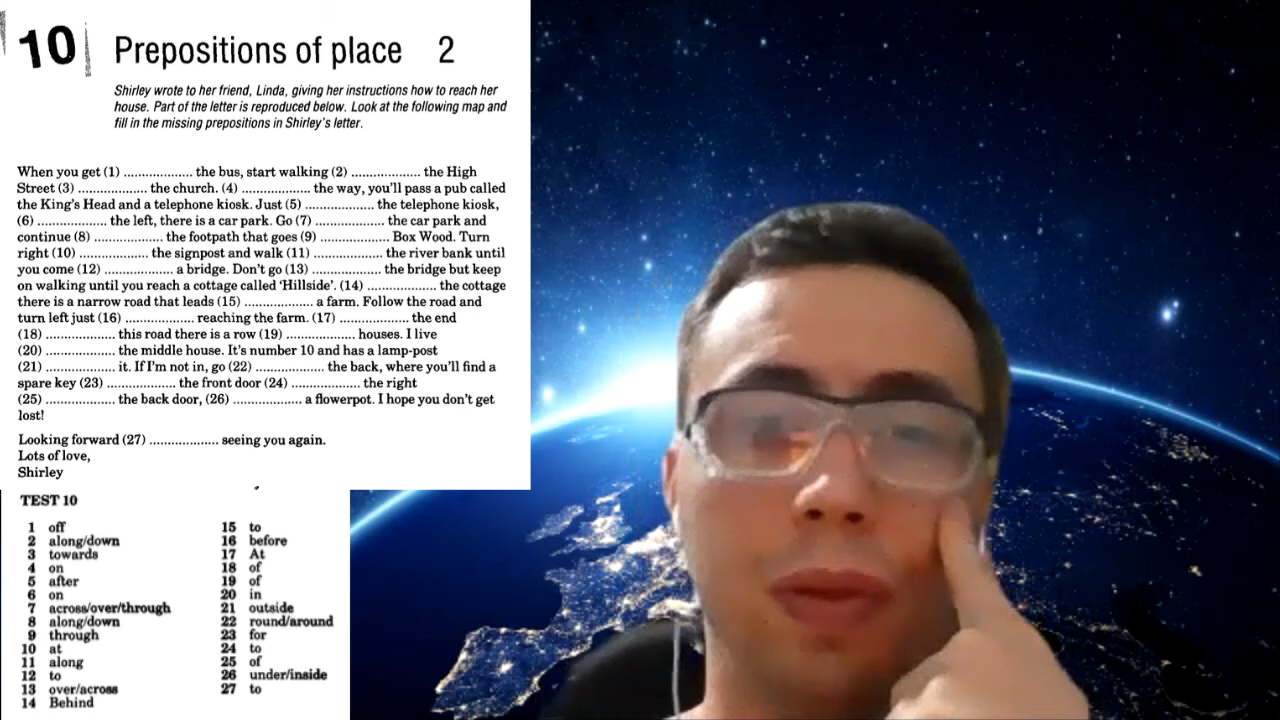 10 Prepositions of place 2
Shirley wrote to her friend, Linda, giving her instructions how to reach her
house. Part of the letter is reproduced below. Look at the following map and
fill in the missing prepositions in Shirley's letter.
When you get (1) .................. the bus, start walking (2) .................. the High
Street (3) .................. the church. (4) .................. the way, you'll pass a pub called
the King's Head and a telephone kiosk. Just (5) .................. the telephone kiosk,
(6) .................. the left, there is a car park. Go (7) .................. the car park and
continue (8) .................. the footpath that goes (9) .................. Box Wood. Turn
right (10) .................. the signpost and walk (11) .................. the river bank until
you come (12) .................. a bridge. Don't go (13) .................. the bridge but keep
on walking until you reach a cottage called 'Hillside'. (14) .................. the cottage
there is a narrow road that leads (15) .................. a farm. Follow the road and
turn left just (16) .................. reaching the farm. (17) .................. the end
(18) .................. this road there is a row (19) .................. houses. I live
(20) .................. the middle house. It's number 10 and has a lamp-post
(21) .................. it. If I'm not in, go (22) .................. the back, where you'll find a
spare key (23) .................. the front door (24) .................. the right
(25) .................. the back door, (26) .................. a flowerpot. I hope you don't get
lost!
Looking forward (27) .................. seeing you again.
Lots of love,
Shirley
TEST 10
1 off
2 along/down
3 towards
4 on
5 after
6 on
7 across/over/through
8 along/down
9 through
10 at
11 along
12 to
13 over/across
14 Behind
15 to
16 before
17 At
18 of
19 of
20 in
21 outside
22 round/around
23 for
24 to
25 of
26 under/inside
27 to